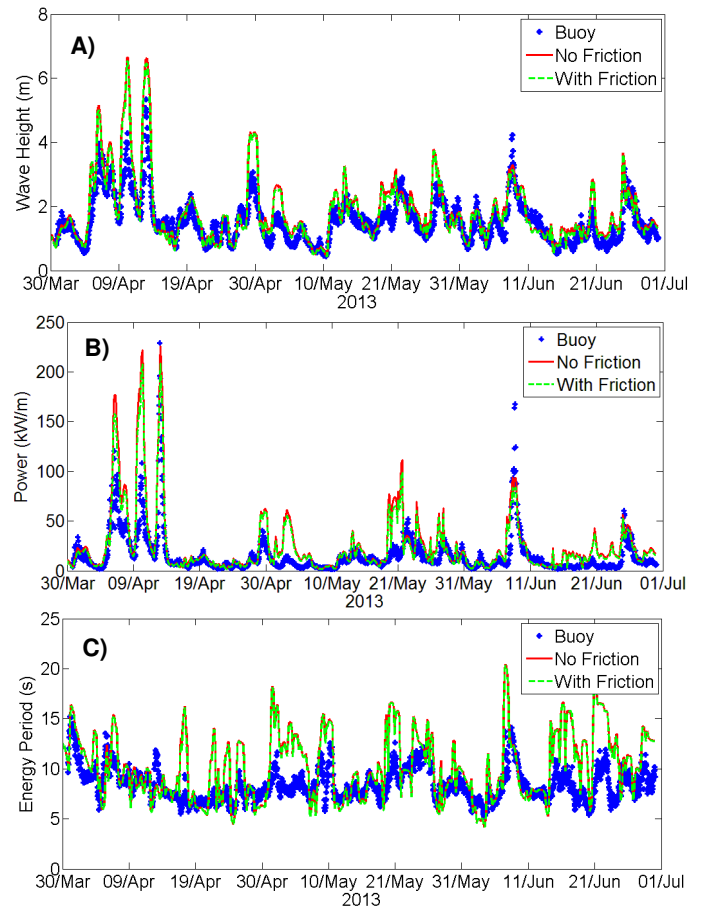 A)
Buoy
No Friction
With Friction
Wave Height (m)
8
6
4
2
0
30/Mar 09/Apr 19/Apr 30/Apr 10/May 21/May 31/May 11/Jun 21/Jun 01/Jul
2013
B)
Buoy
No Friction
With Friction
Power (kW/m)
250
200
150
100
50
0
30/Mar 09/Apr 19/Apr 30/Apr 10/May 21/May 31/May 11/Jun 21/Jun 01/Jul
2013
C)
Buoy
No Friction
With Friction
Energy Period (s)
25
20
15
10
5
0
30/Mar 09/Apr 19/Apr 30/Apr 10/May 21/May 31/May 11/Jun 21/Jun 01/Jul
2013